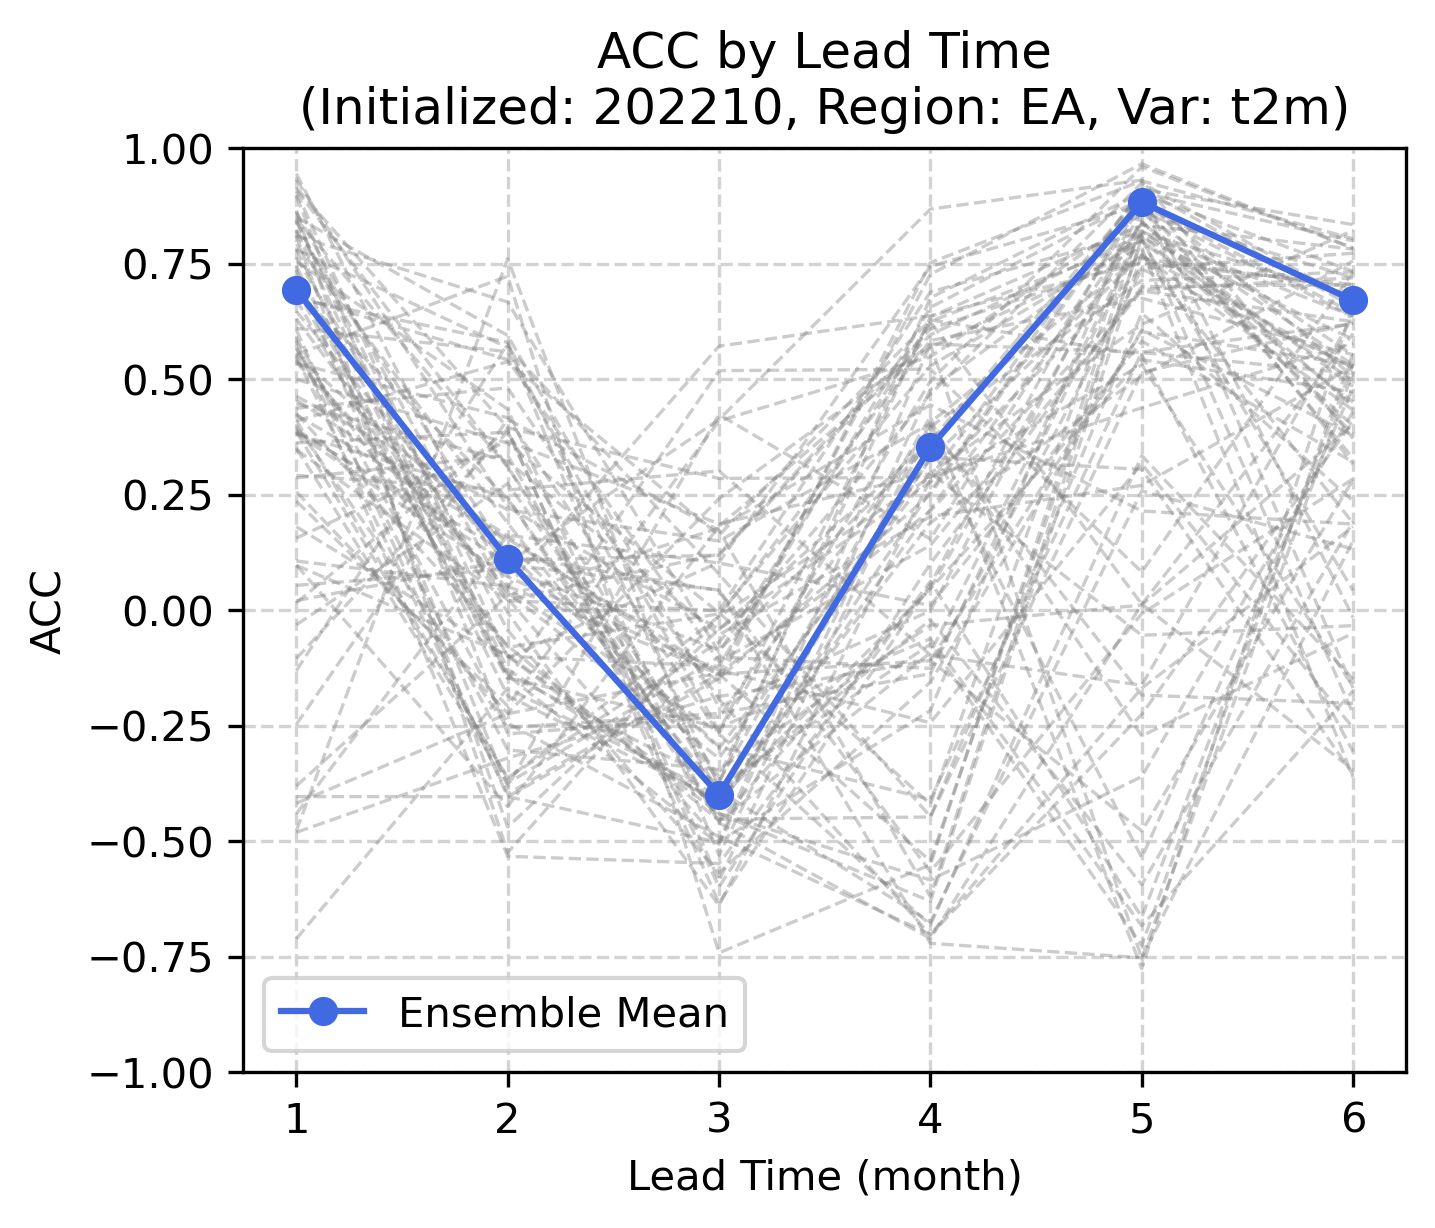 ACC by Lead Time
(Initialized: 202210, Region: EA, Var: t2m)
1.00
0.75
0.50
0.25
0.00
−0.25
−0.50
−0.75
−1.00
ACC
Ensemble Mean
1 2 3 4 5 6
Lead Time (month)